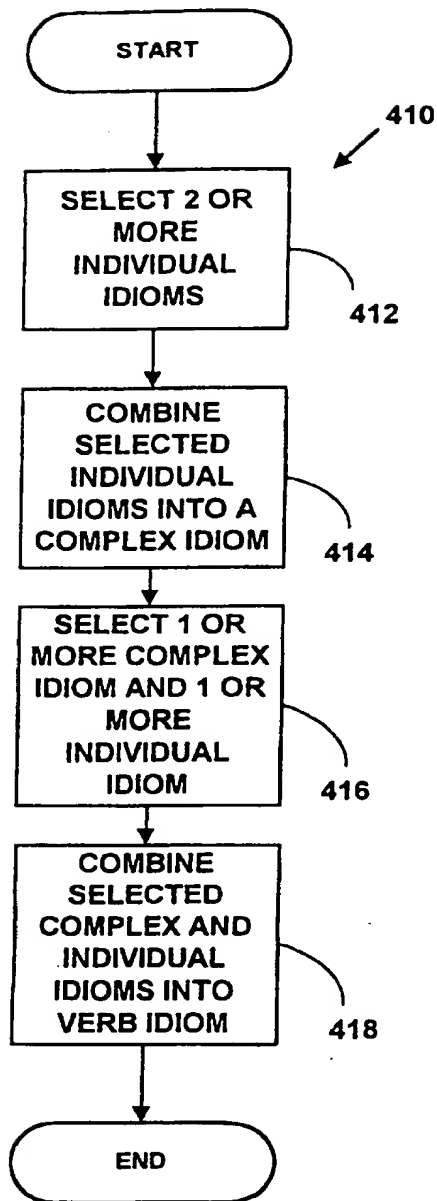 START
410
SELECT 2 OR
MORE
INDIVIDUAL
IDIOMS
412
COMBINE
SELECTED
INDIVIDUAL
IDIOMS INTO A
COMPLEX IDIOM
414
SELECT 1 OR
MORE COMPLEX
IDIOM AND 1 OR
MORE
INDIVIDUAL
IDIOM
416
COMBINE
SELECTED
COMPLEX AND
INDIVIDUAL
IDIOMS INTO
VERB IDIOM
418
END